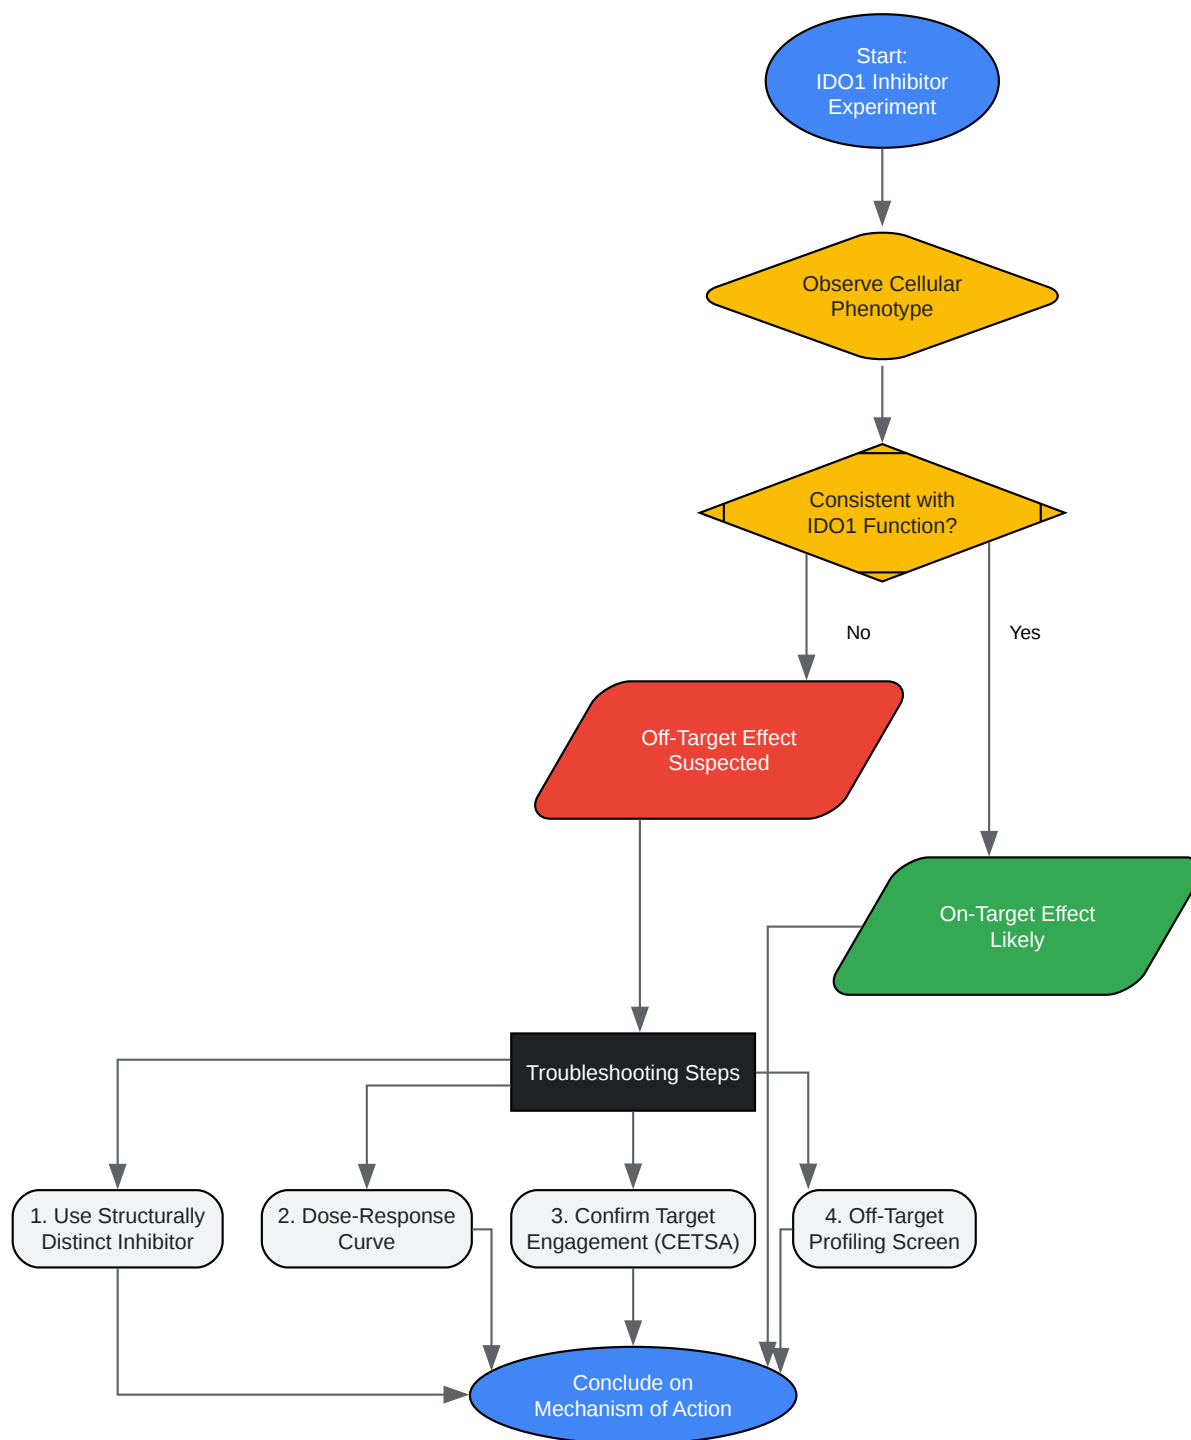 Start:
IDO1 Inhibitor
Experiment
Observe Cellular
Phenotype
Consistent with
IDO1 Function?
No
Yes
Off-Target Effect
Suspected
On-Target Effect
Likely
Troubleshooting Steps
1. Use Structurally
Distinct Inhibitor
2. Dose-Response
Curve
3. Confirm Target
Engagement (CETSA)
4. Off-Target
Profiling Screen
Conclude on
Mechanism of Action